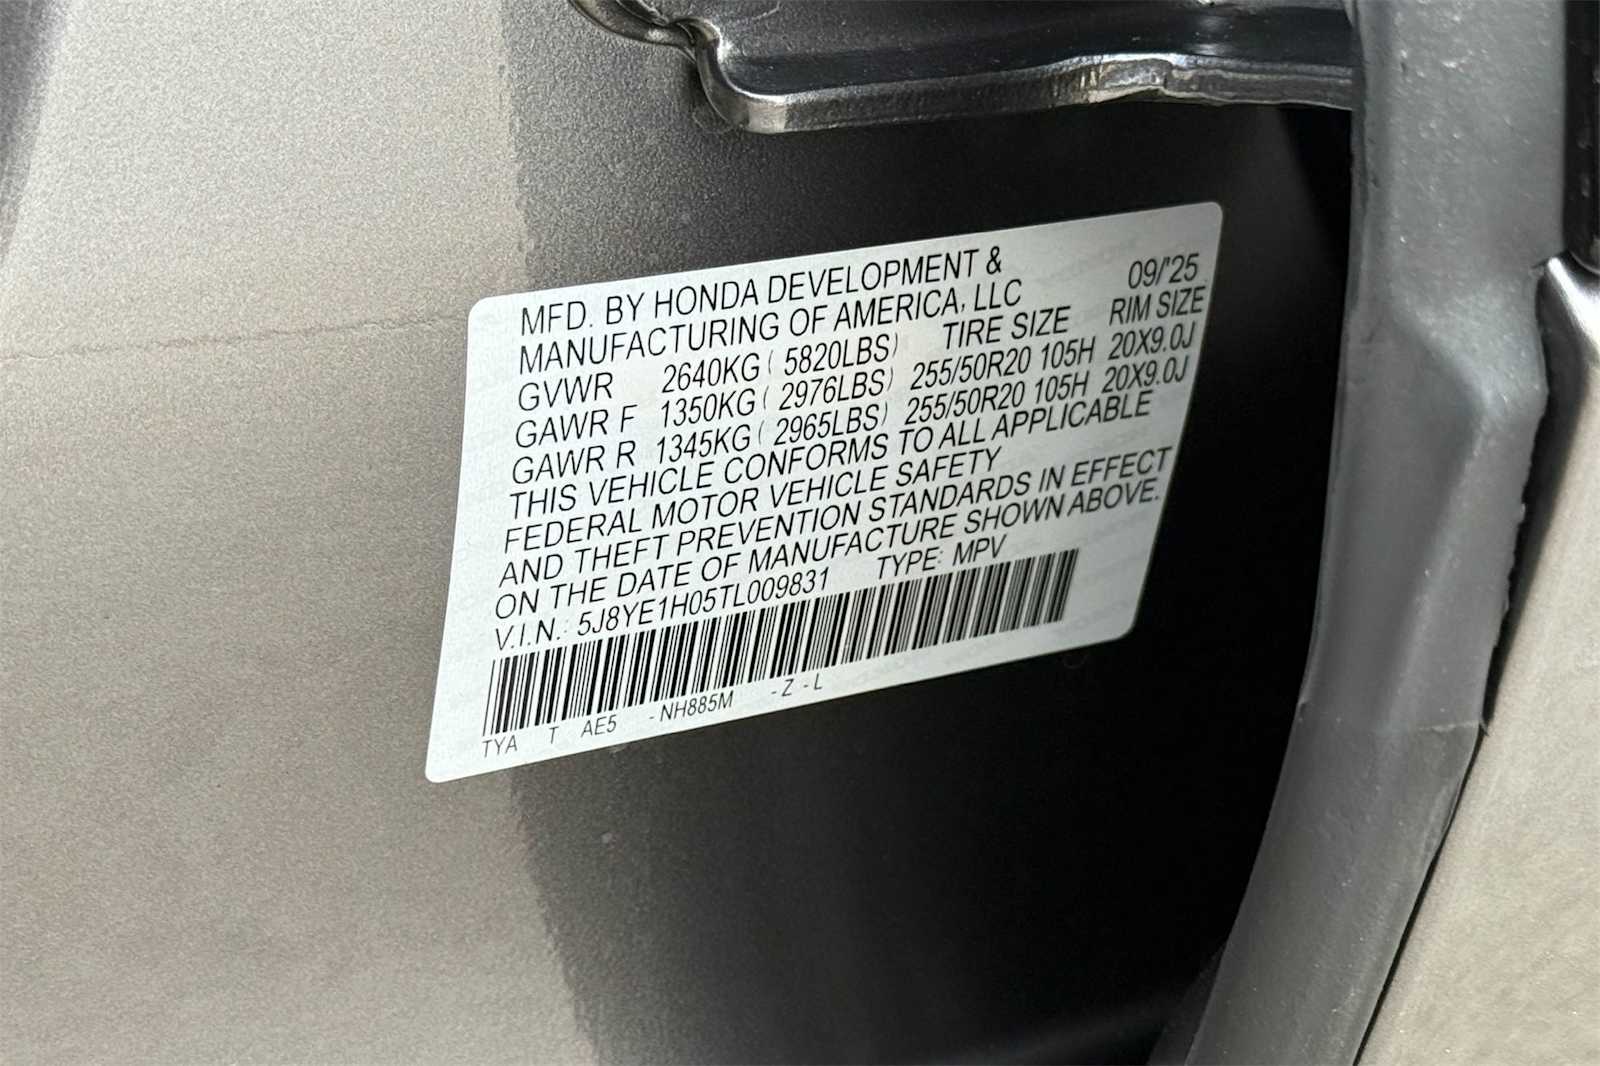 MFD. BY HONDA DEVELOPMENT & 09/'25
MANUFACTURING OF AMERICA, LLC
GVWR 2640KG ( 5820LBS) TIRE SIZE RIM SIZE
GAWR F 1350KG ( 2976LBS) 255/50R20 105H 20X9.0J
GAWR R 1345KG ( 2965LBS) 255/50R20 105H 20X9.0J
THIS VEHICLE CONFORMS TO ALL APPLICABLE
FEDERAL MOTOR VEHICLE SAFETY
AND THEFT PREVENTION STANDARDS IN EFFECT
ON THE DATE OF MANUFACTURE SHOWN ABOVE.
V.I.N.: 5J8YE1H05TL009831 TYPE: MPV
TYA T AE5 -NH885M -Z -L